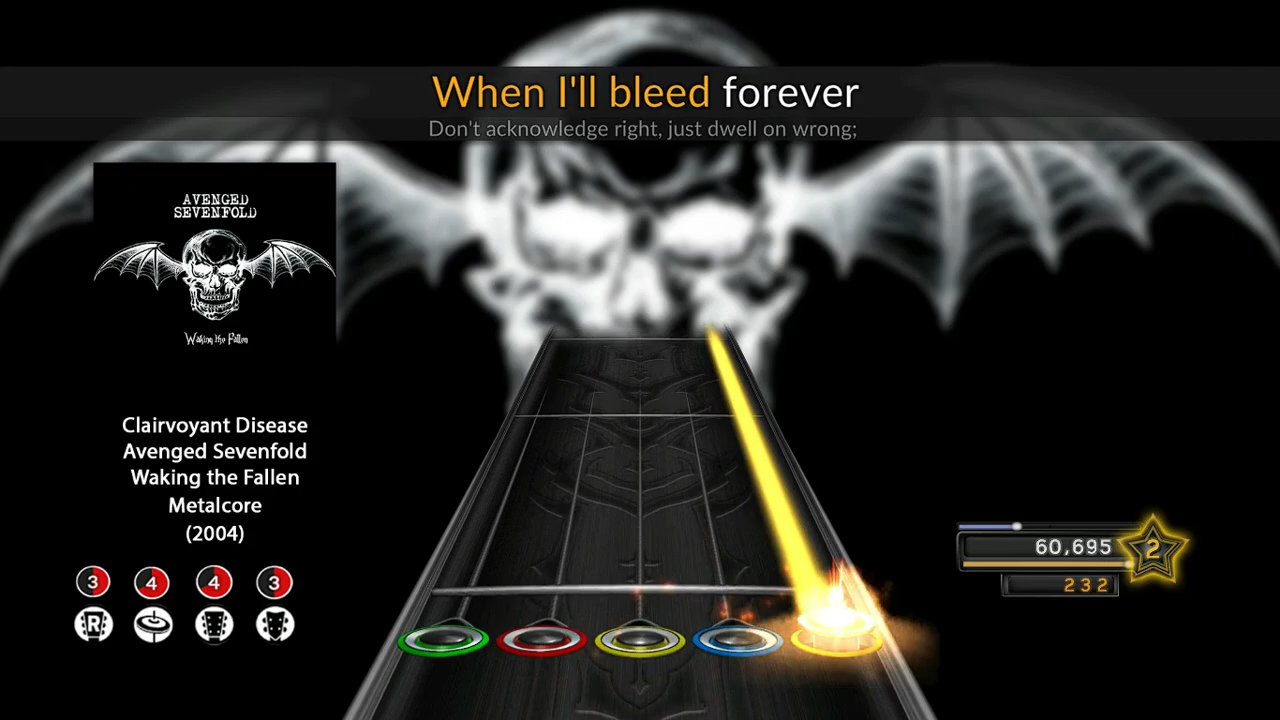 When I'll bleed forever
Don't acknowledge right, just dwell on wrong;
AVENGED
SEVENFOLD
Waking the Fallen
Clairvoyant Disease
Avenged Sevenfold
Waking the Fallen
Metalcore
(2004)
3 4 4 3
R
60,695
2
232